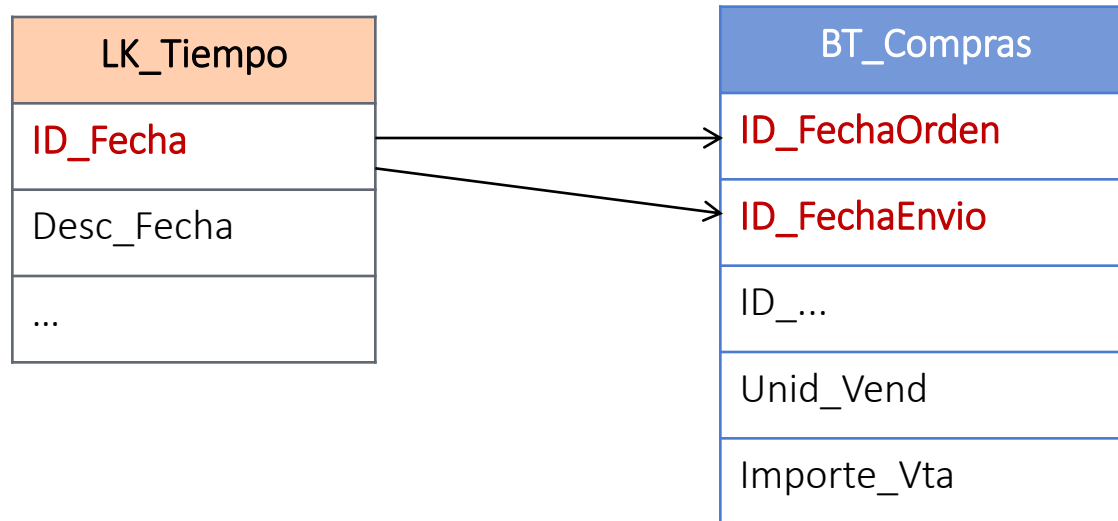 LK_Tiempo
ID_Fecha
Desc_Fecha
...
BT_Compras
ID_FechaOrden
ID_FechaEnvio
ID_...
Unid_Vend
Importe_Vta